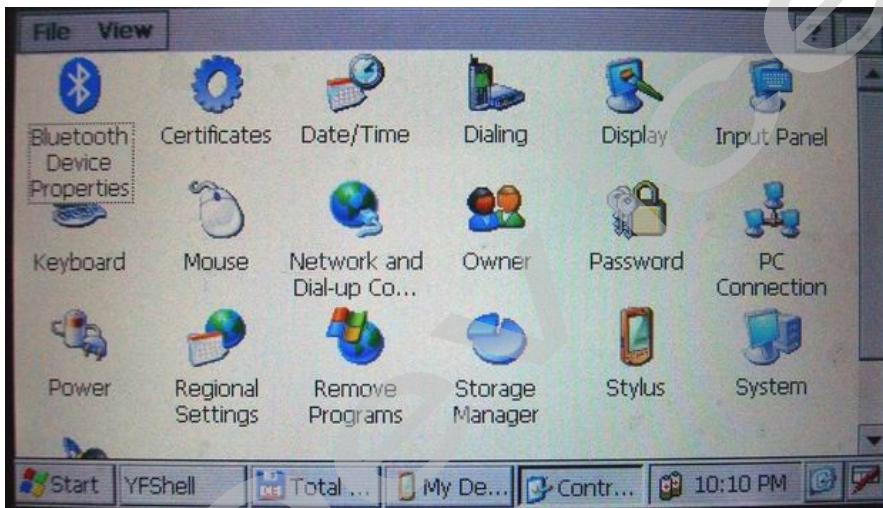 File View ?
Bluetooth Device Properties
Certificates
Date/Time
Dialing
Display
Input Panel
Keyboard
Mouse
Network and Dial-up Co...
Owner
Password
PC Connection
Power
Regional Settings
Remove Programs
Storage Manager
Stylus
System
Start YFShell Total ... My De... Contr... 10:10 PM